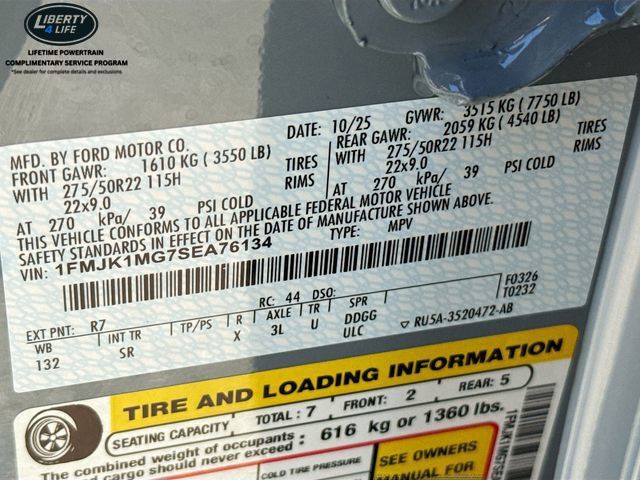 LIBERTY
4 LIFE
LIFETIME POWERTRAIN
COMPLIMENTARY SERVICE PROGRAM
*See dealer for complete details and exclusions
MFD. BY FORD MOTOR CO.
DATE: 10/25 GVWR: 3515 KG ( 7750 LB)
FRONT GAWR: 1610 KG ( 3550 LB) REAR GAWR: 2059 KG ( 4540 LB)
WITH 275/50R22 115H TIRES WITH 275/50R22 115H TIRES
22x9.0 RIMS 22x9.0 RIMS
AT 270 kPa/ 39 PSI COLD AT 270 kPa/ 39 PSI COLD
THIS VEHICLE CONFORMS TO ALL APPLICABLE FEDERAL MOTOR VEHICLE
SAFETY STANDARDS IN EFFECT ON THE DATE OF MANUFACTURE SHOWN ABOVE.
VIN: 1FMJK1MG7SEA76134 TYPE: MPV
F0326
T0232
EXT PNT: R7 RC: 44 DSO:
WB INT TR TP/PS R AXLE TR SPR
132 SR X 3L U DDGG
ULC
RU5A-3520472-AB
TIRE AND LOADING INFORMATION
SEATING CAPACITY TOTAL : 7 FRONT: 2 REAR: 5
The combined weight of occupants
and cargo should never exceed : 616 kg or 1360 lbs.
COLD TIRE PRESSURE
SEE OWNERS
MANUAL FOR